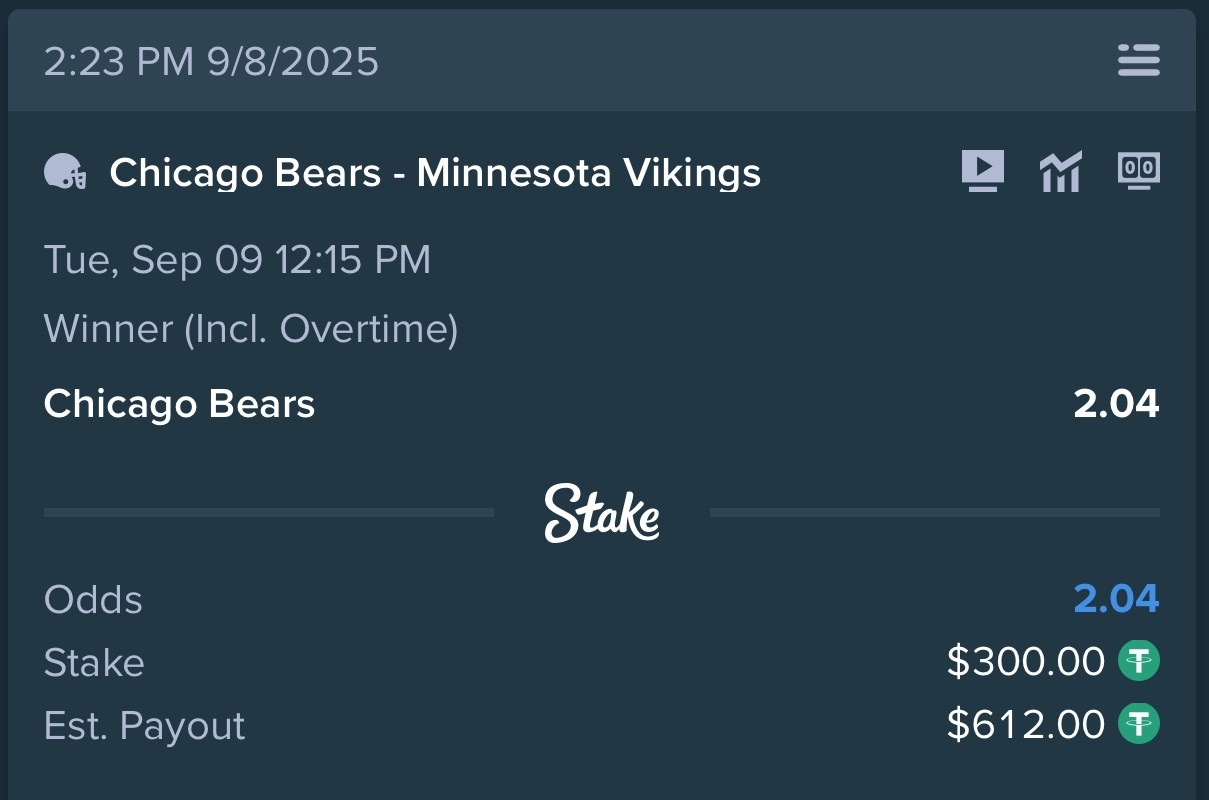 2:23 PM 9/8/2025
Chicago Bears - Minnesota Vikings
00
Tue, Sep 09 12:15 PM
Winner (Incl. Overtime)
Chicago Bears 2.04
Stake
Odds 2.04
Stake $300.00
Est. Payout $612.00